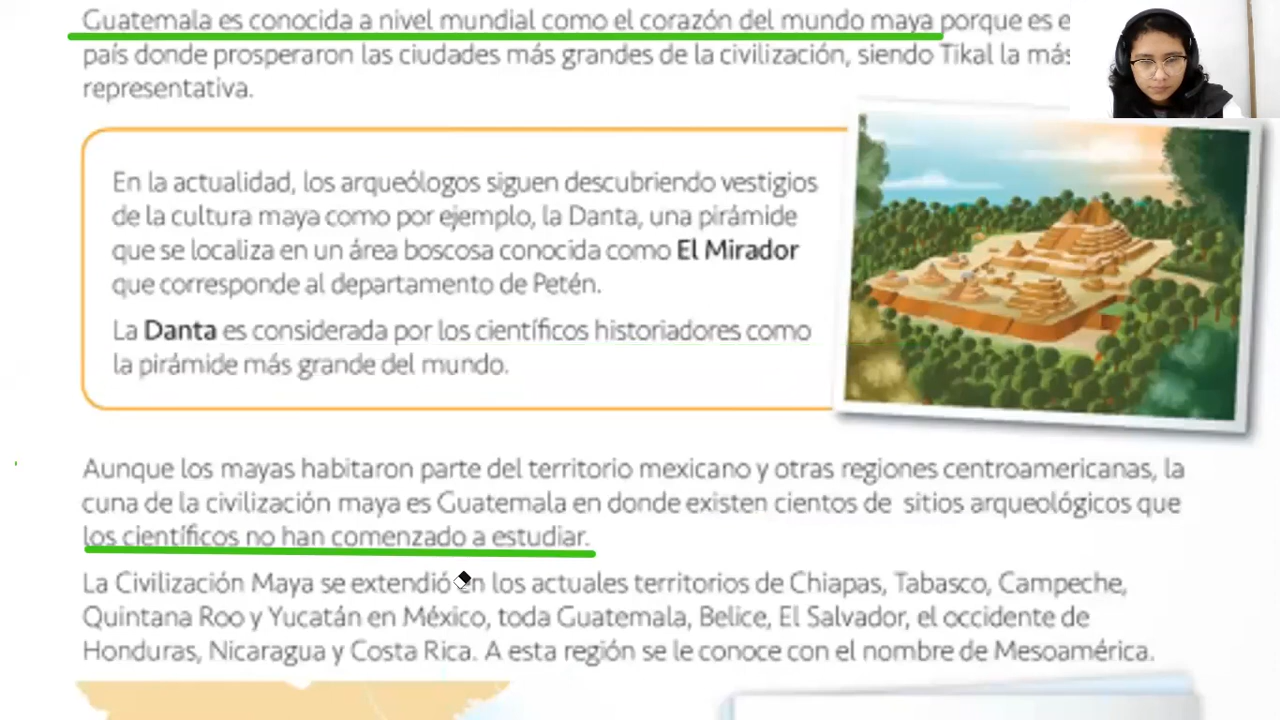 Guatemala es conocida a nivel mundial como el corazón del mundo maya porque es e
país donde prosperaron las ciudades más grandes de la civilización, siendo Tikal la más
representativa.
En la actualidad, los arqueólogos siguen descubriendo vestigios
de la cultura maya como por ejemplo, la Danta, una pirámide
que se localiza en un área boscosa conocida como El Mirador
que corresponde al departamento de Petén.
La Danta es considerada por los científicos historiadores como
la pirámide más grande del mundo.
Aunque los mayas habitaron parte del territorio mexicano y otras regiones centroamericanas, la
cuna de la civilización maya es Guatemala en donde existen cientos de sitios arqueológicos que
los científicos no han comenzado a estudiar.
La Civilización Maya se extendió en los actuales territorios de Chiapas, Tabasco, Campeche,
Quintana Roo y Yucatán en México, toda Guatemala, Belice, El Salvador, el occidente de
Honduras, Nicaragua y Costa Rica. A esta región se le conoce con el nombre de Mesoamérica.